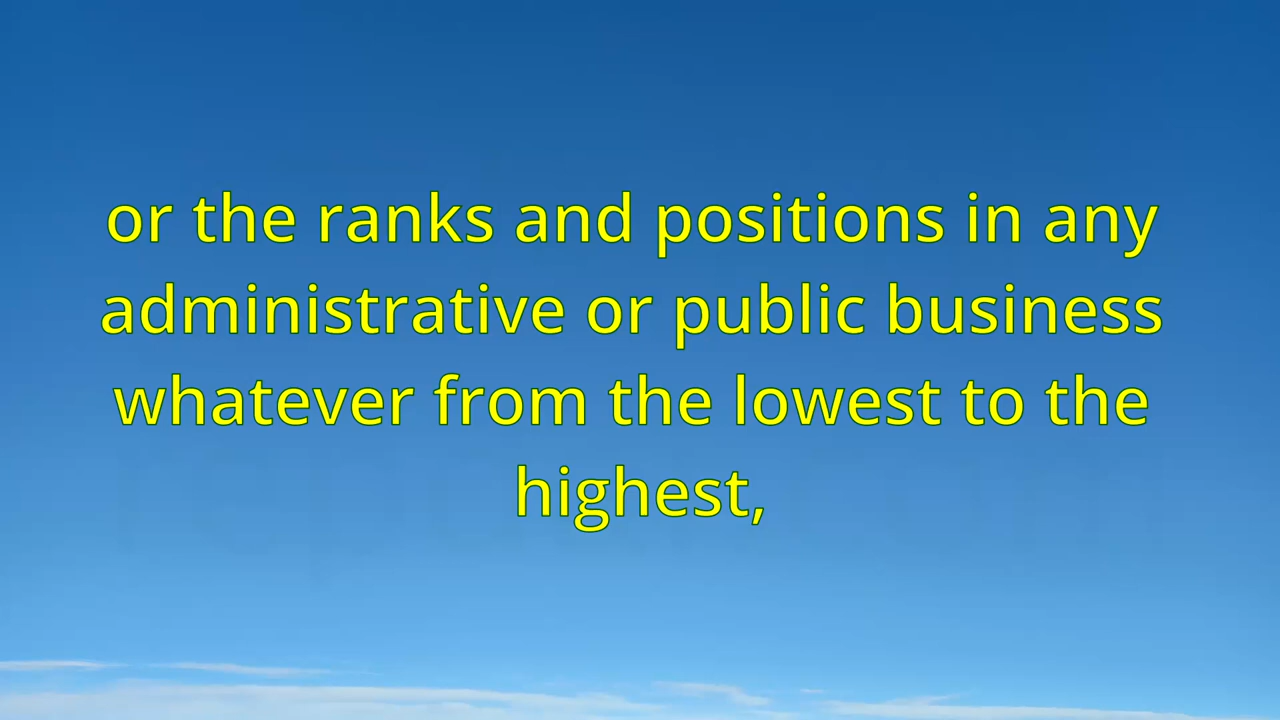 or the ranks and positions in any
administrative or public business
whatever from the lowest to the
highest,